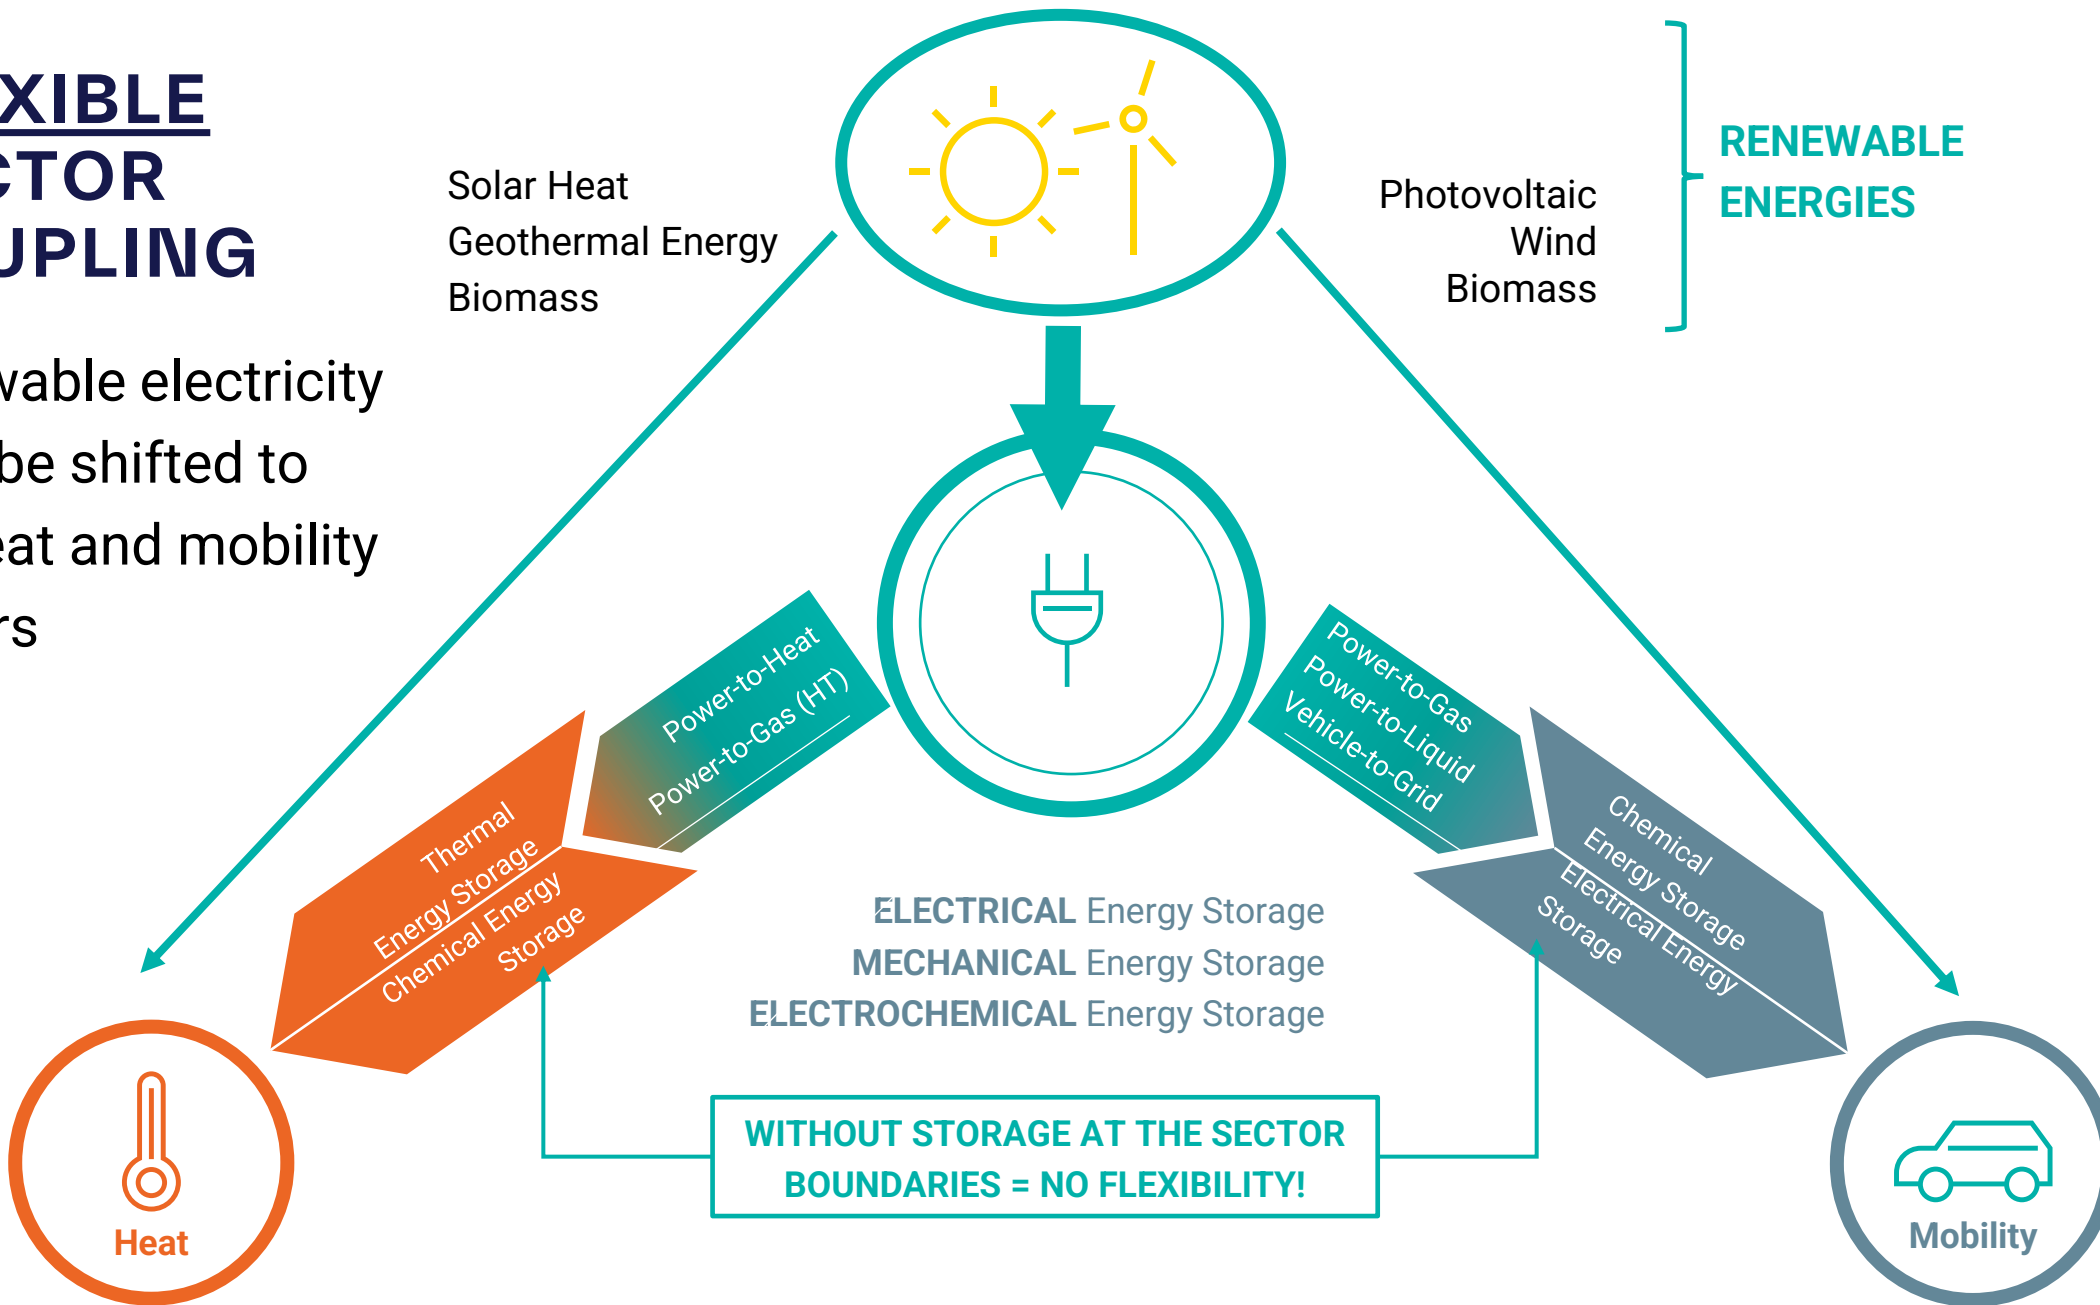 XIBLE
CTOR
UPLING
wable electricity
be shifted to
eat and mobility
rs
Solar Heat
Geothermal Energy
Biomass
Photovoltaic
Wind
Biomass
RENEWABLE
ENERGIES
Power-to-Heat
Power-to-Gas (HT)
Power-to-Gas
Power-to-Liquid
Vehicle-to-Grid
Thermal
Energy Storage
Chemical Energy
Storage
Chemical
Energy Storage
Electrical Energy
Storage
ELECTRICAL Energy Storage
MECHANICAL Energy Storage
ELECTROCHEMICAL Energy Storage
WITHOUT STORAGE AT THE SECTOR
BOUNDARIES = NO FLEXIBILITY!
Heat
Mobility